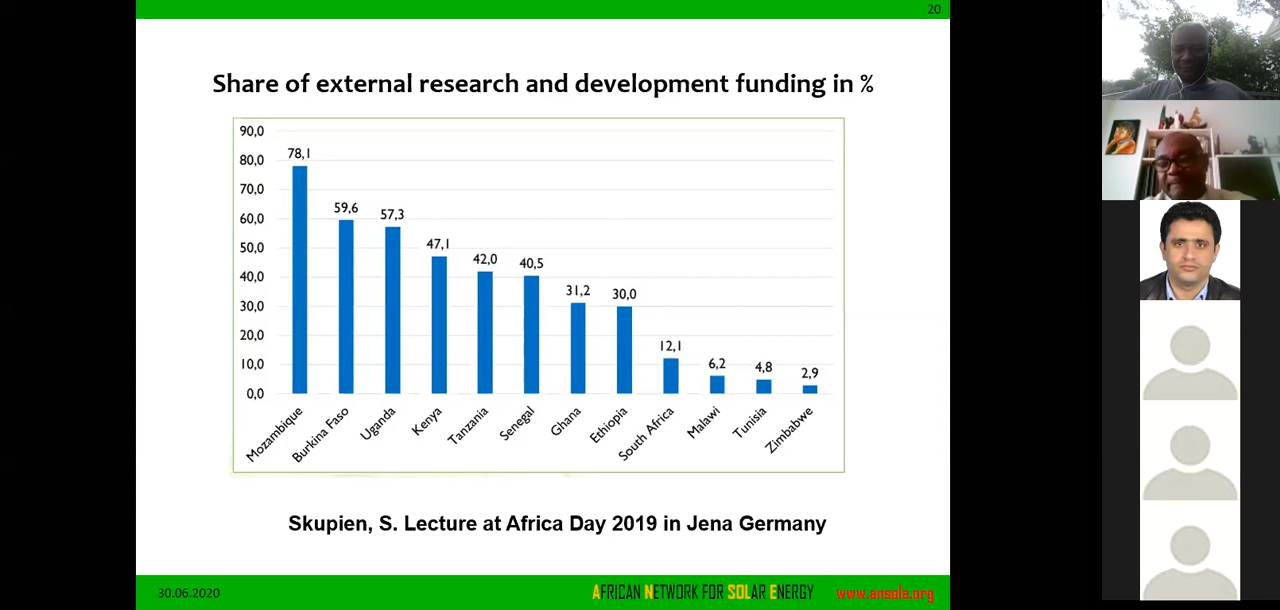 20
Share of external research and development funding in %
90,0
80,0
70,0
60,0
50,0
40,0
30,0
20,0
10,0
0,0
78,1
59,6
57,3
47,1
42,0
40,5
31,2
30,0
12,1
6,2
4,8
2,9
Mozambique
Burkina Faso
Uganda
Kenya
Tanzania
Senegal
Ghana
Ethiopia
South Africa
Malawi
Tunisia
Zimbabwe
Skupien, S. Lecture at Africa Day 2019 in Jena Germany
30.06.2020
AFRICAN NETWORK FOR SOLAR ENERGY
www.ansole.org